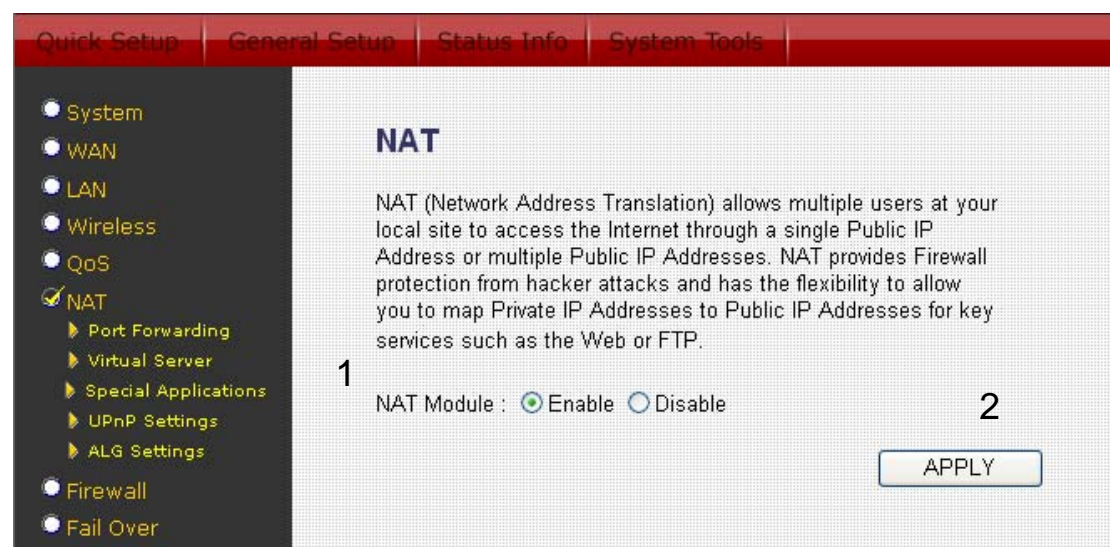 Quick Setup General Setup Status Info System Tools
System
WAN
LAN
Wireless
QoS
NAT
Port Forwarding
Virtual Server
Special Applications
UPnP Settings
ALG Settings
Firewall
Fail Over
NAT
NAT (Network Address Translation) allows multiple users at your
local site to access the Internet through a single Public IP
Address or multiple Public IP Addresses. NAT provides Firewall
protection from hacker attacks and has the flexibility to allow
you to map Private IP Addresses to Public IP Addresses for key
services such as the Web or FTP.
1
NAT Module : Enable Disable
2
APPLY